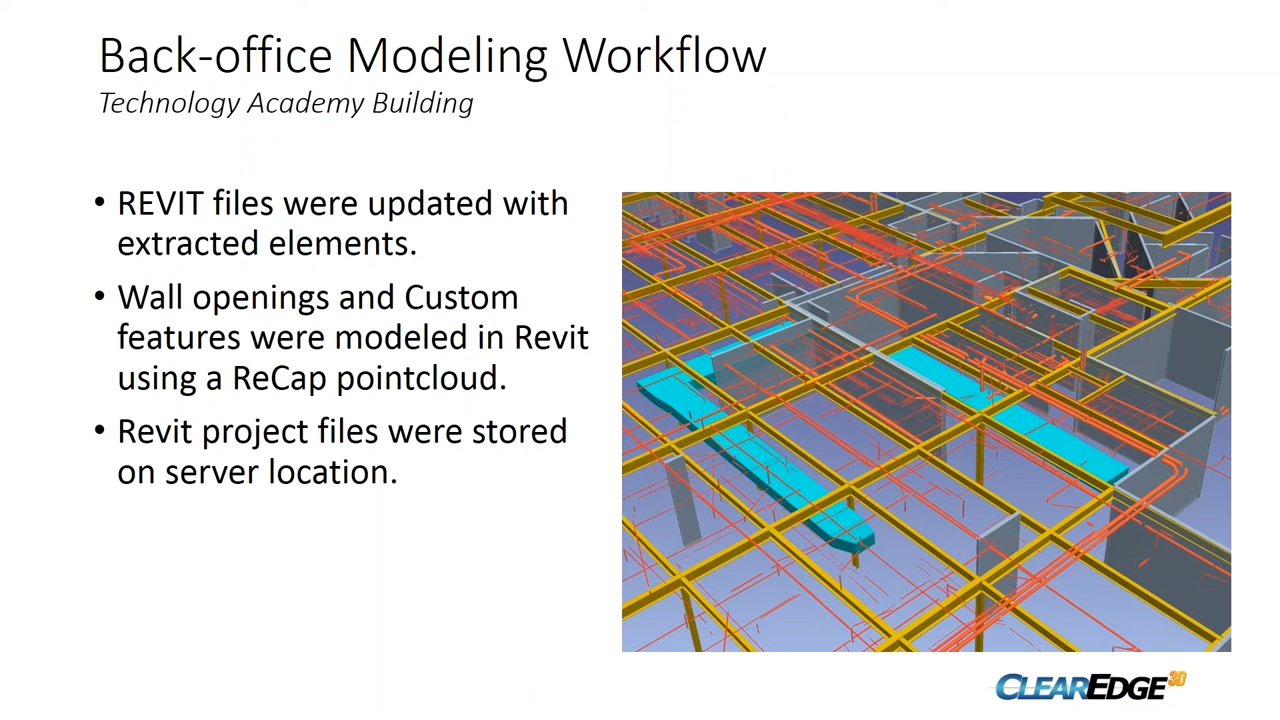 Back-office Modeling Workflow
Technology Academy Building
• REVIT files were updated with
extracted elements.
• Wall openings and Custom
features were modeled in Revit
using a ReCap pointcloud.
• Revit project files were stored
on server location.
CLEAREDGE3D